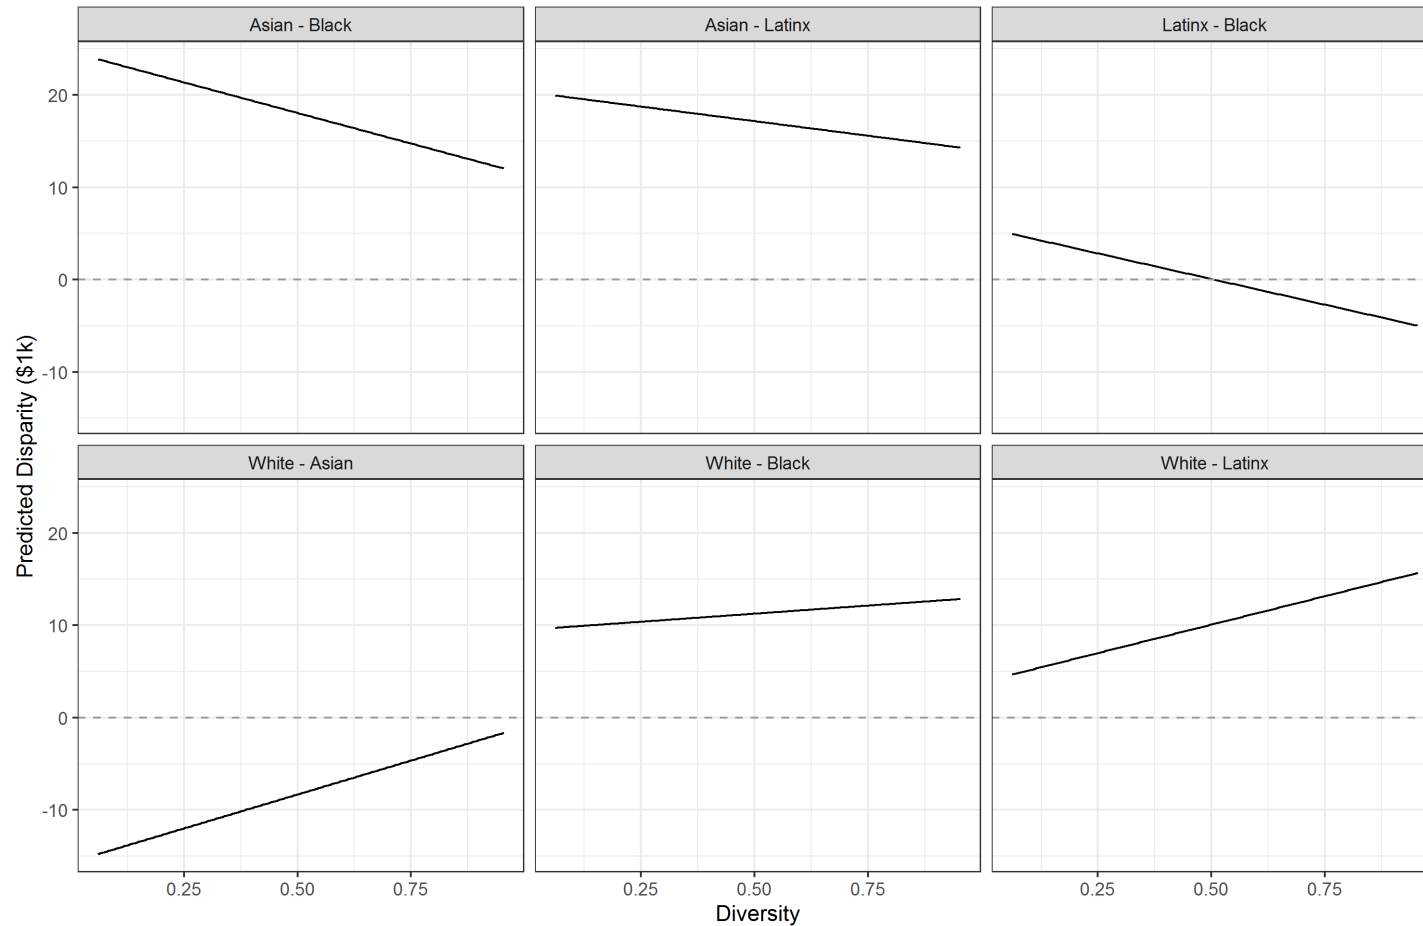 Asian - Black
Asian - Latinx
Latinx - Black
20
10
0
-10
White - Asian
White - Black
White - Latinx
20
10
0
-10
Predicted Disparity ($1k)
0.25
0.50
0.75
0.25
0.50
0.75
0.25
0.50
0.75
Diversity